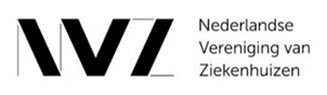 NVZ
Nederlandse
Vereniging van
Ziekenhuizen